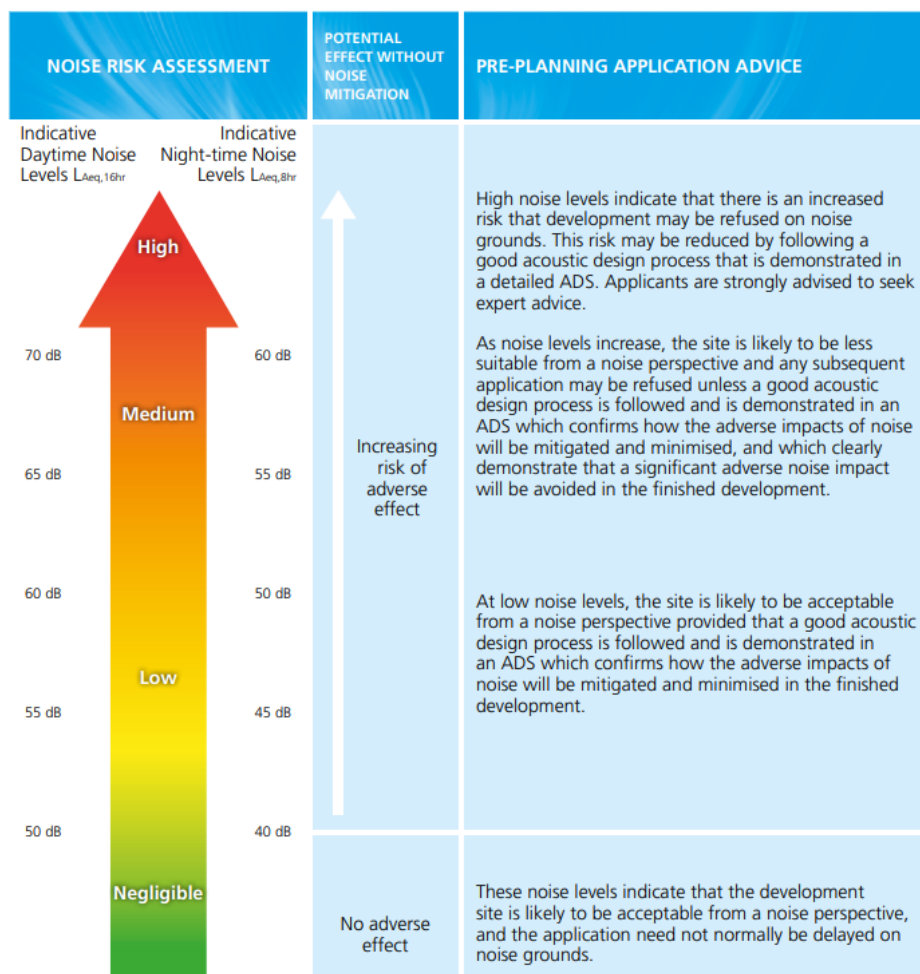 NOISE RISK ASSESSMENT
POTENTIAL
EFFECT WITHOUT
NOISE
MITIGATION
PRE-PLANNING APPLICATION ADVICE
Indicative
Daytime Noise
Levels LAeq,16hr
Indicative
Night-time Noise
Levels LAeq,8hr
High
70 dB
60 dB
Medium
65 dB
55 dB
60 dB
50 dB
Low
55 dB
45 dB
50 dB
40 dB
Negligible
Increasing
risk of
adverse
effect
No adverse
effect
High noise levels indicate that there is an increased
risk that development may be refused on noise
grounds. This risk may be reduced by following a
good acoustic design process that is demonstrated in
a detailed ADS. Applicants are strongly advised to seek
expert advice.
As noise levels increase, the site is likely to be less
suitable from a noise perspective and any subsequent
application may be refused unless a good acoustic
design process is followed and is demonstrated in an
ADS which confirms how the adverse impacts of noise
will be mitigated and minimised, and which clearly
demonstrate that a significant adverse noise impact
will be avoided in the finished development.
At low noise levels, the site is likely to be acceptable
from a noise perspective provided that a good acoustic
design process is followed and is demonstrated in
an ADS which confirms how the adverse impacts of
noise will be mitigated and minimised in the finished
development.
These noise levels indicate that the development
site is likely to be acceptable from a noise perspective,
and the application need not normally be delayed on
noise grounds.